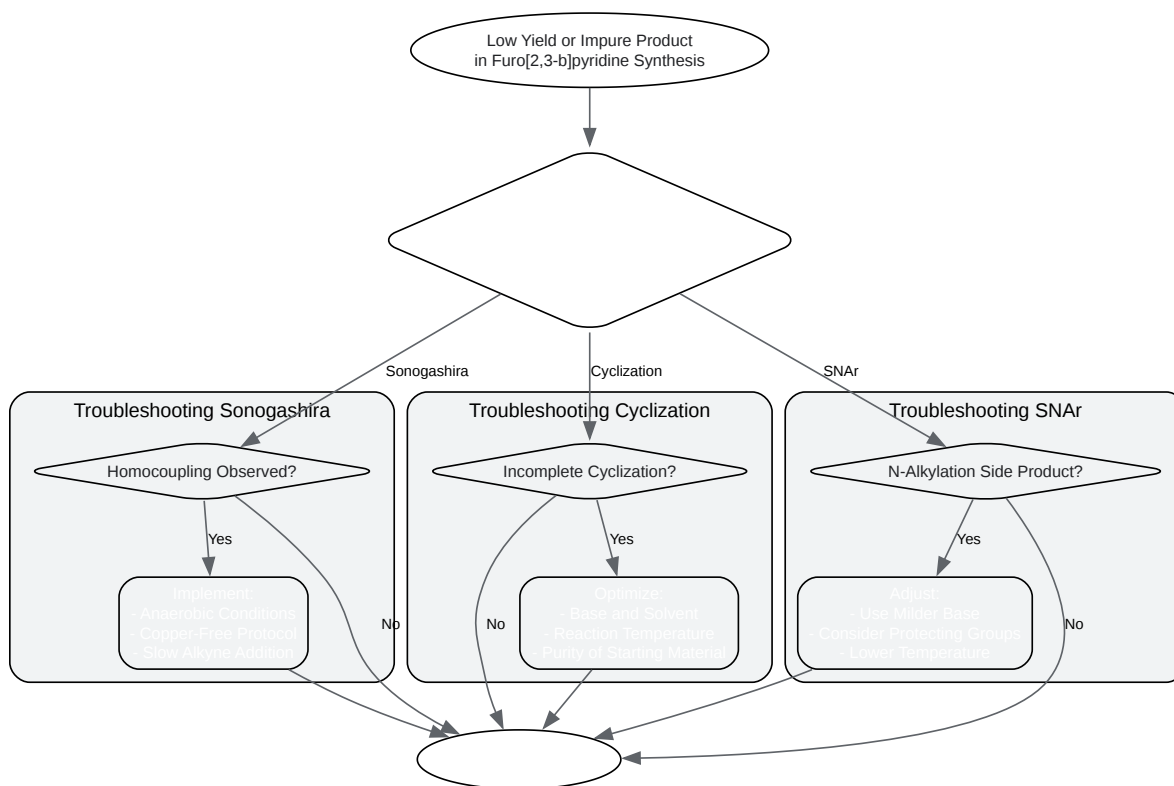 Low Yield or Impure Product
in Furo[2,3-b]pyridine Synthesis
Sonogashira
Cyclization
SNAr
Troubleshooting Sonogashira
Troubleshooting Cyclization
Troubleshooting SNAr
Homocoupling Observed?
Incomplete Cyclization?
N-Alkylation Side Product?
Yes
Yes
Yes
Implement:
- Anaerobic Conditions
- Copper-Free Protocol
- Slow Alkyne Addition
No
Optimize:
- Base and Solvent
- Reaction Temperature
- Purity of Starting Material
No
Adjust:
- Use Milder Base
- Consider Protecting Groups
- Lower Temperature
No